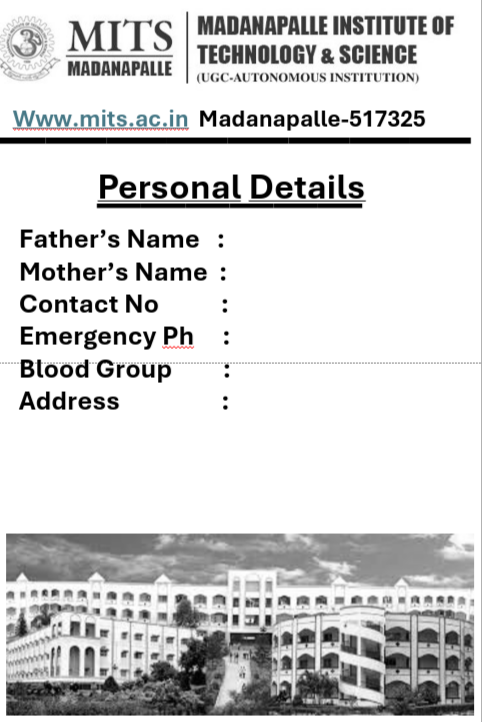 MITS
MADANAPALLE
MADANAPALLE INSTITUTE OF
TECHNOLOGY & SCIENCE
(UGC-AUTONOMOUS INSTITUTION)
Www.mits.ac.in Madanapalle-517325
Personal Details
Father’s Name :
Mother’s Name :
Contact No :
Emergency Ph :
Blood Group :
Address :